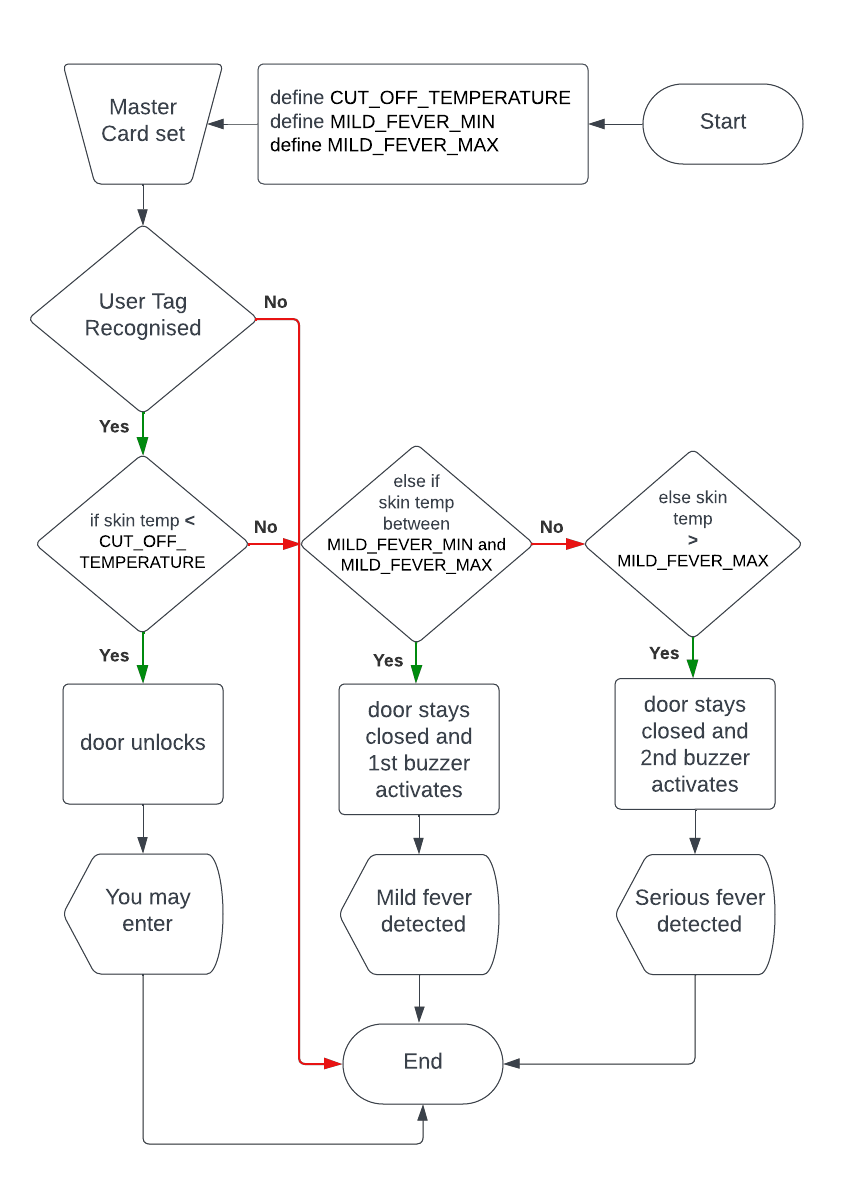 Start
define CUT_OFF_TEMPERATURE
define MILD_FEVER_MIN
define MILD_FEVER_MAX
Master
Card set
User Tag
Recognised
No
Yes
if skin temp <
CUT_OFF_
TEMPERATURE
No
else if
skin temp
between
MILD_FEVER_MIN and
MILD_FEVER_MAX
No
else skin
temp
>
MILD_FEVER_MAX
Yes
door unlocks
Yes
door stays
closed and
1st buzzer
activates
Yes
door stays
closed and
2nd buzzer
activates
You may
enter
Mild fever
detected
Serious fever
detected
End